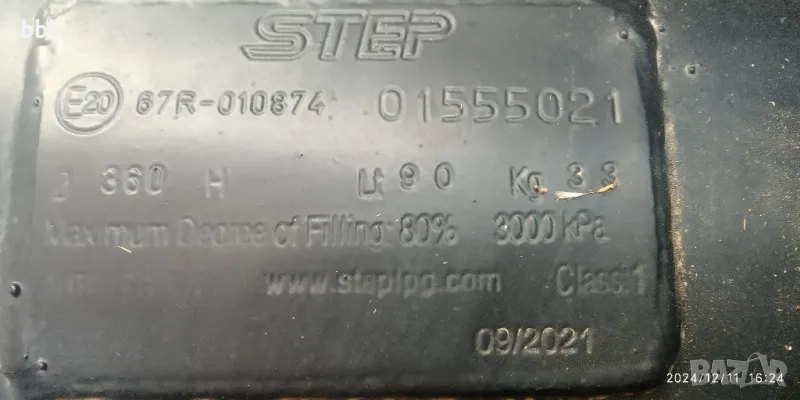 STEP
E20 67R-010874 01555021
D 360 H Lt 90 Kg 33
Maximum Degree of Filling 80% 3000 kPa
www.steplpg.com Class 1
09/2021
BAZAR
2024/12/11 16:24